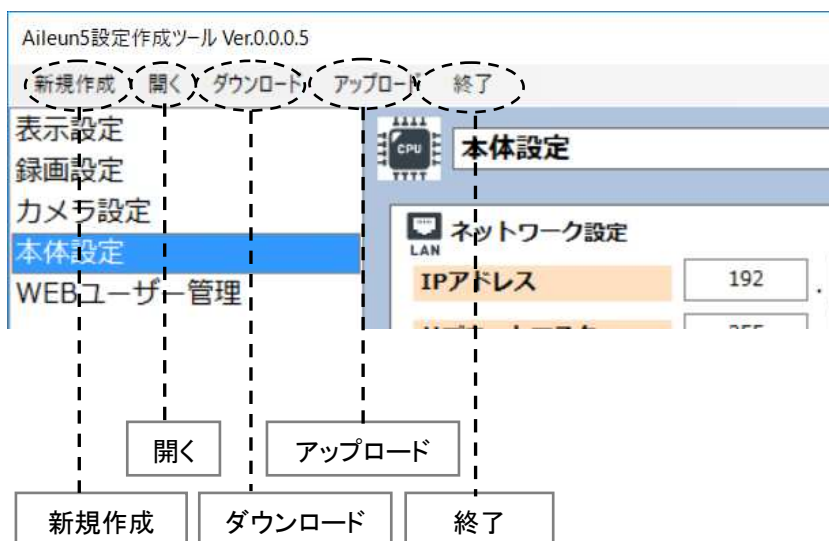 Aileun5設定作成ツール Ver.0.0.0.5
新規作成 開く ダウンロード アップロード 終了
表示設定
録画設定
カメラ設定
本体設定
WEBユーザー管理
CPU
本体設定
LAN
ネットワーク設定
IPアドレス 192 .
開く アップロード
新規作成 ダウンロード 終了